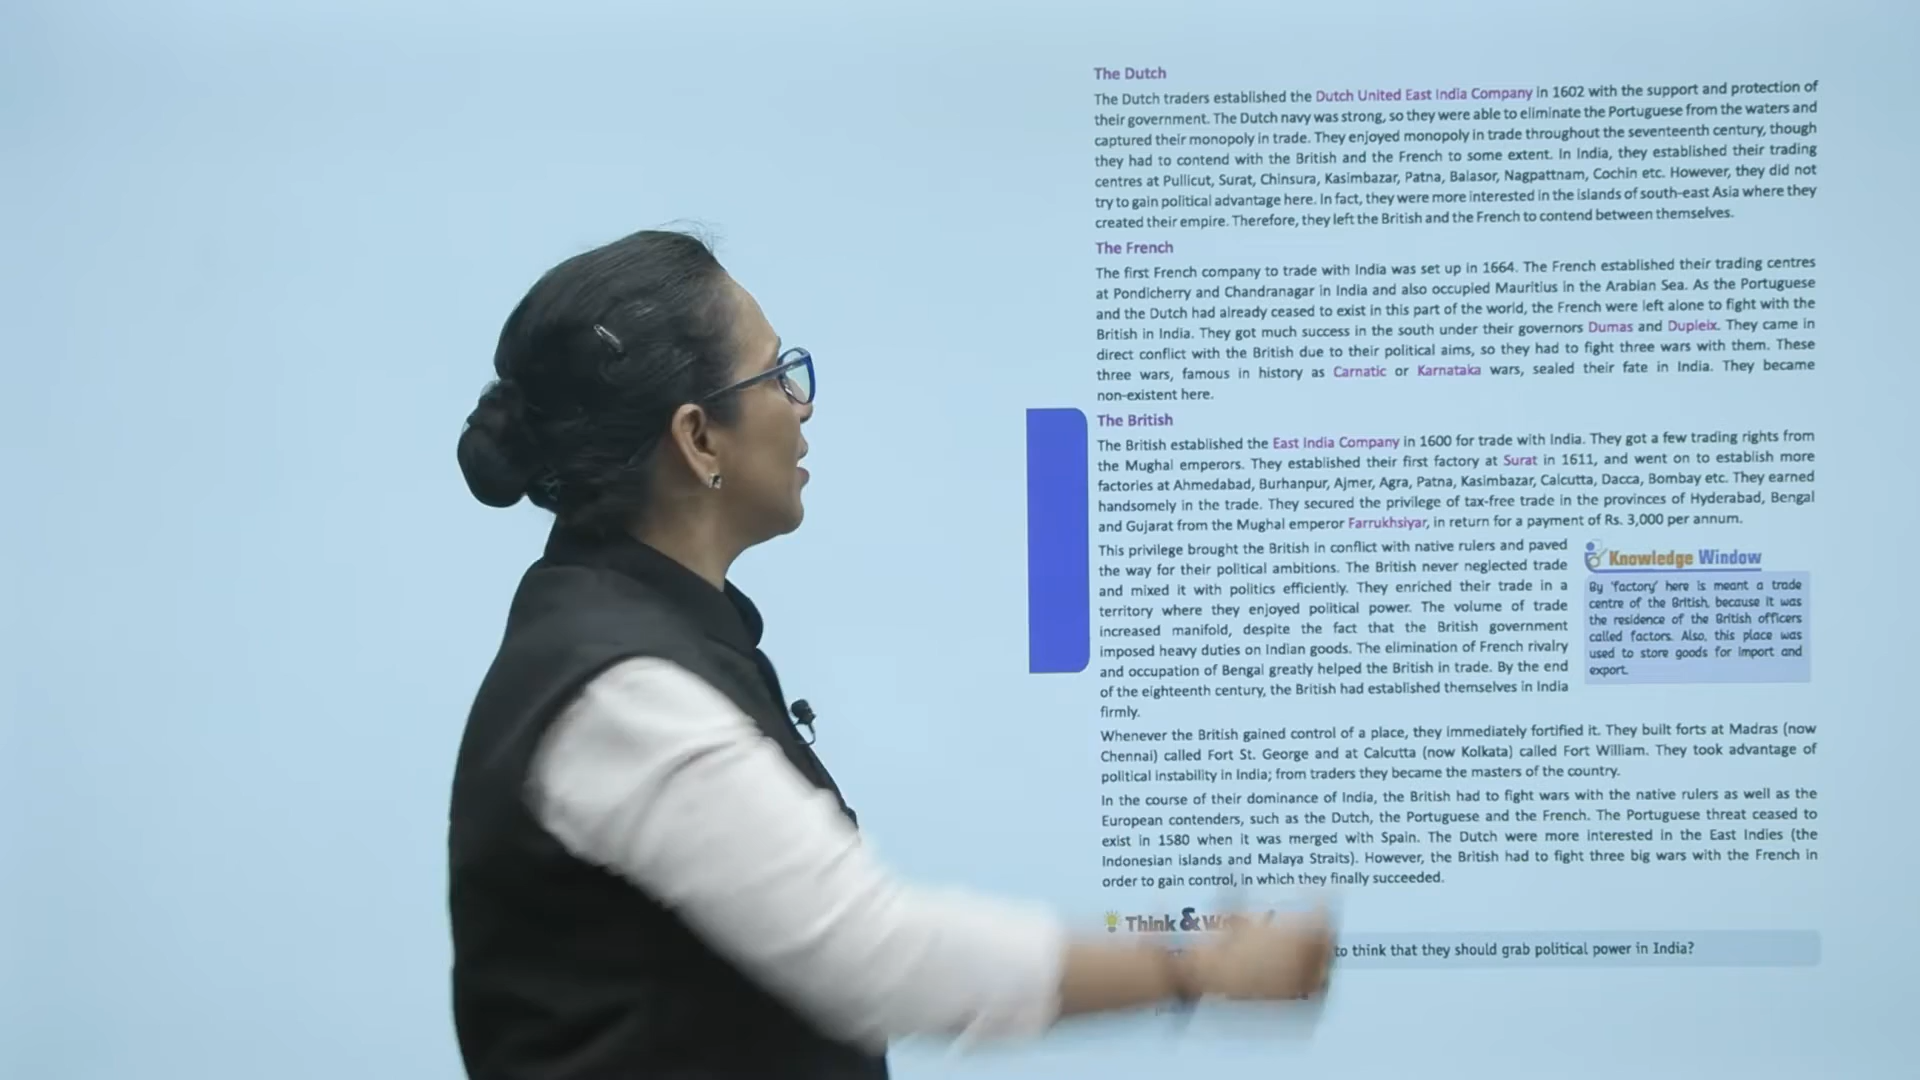 The Dutch
The Dutch traders established the Dutch United East India Company in 1602 with the support and protection of
their government. The Dutch navy was strong, so they were able to eliminate the Portuguese from the waters and
captured their monopoly in trade. They enjoyed monopoly in trade throughout the seventeenth century, though
they had to contend with the British and the French to some extent. In India, they established their trading
centres at Pullicut, Surat, Chinsura, Kasimbazar, Patna, Balasor, Nagpattnam, Cochin etc. However, they did not
try to gain political advantage here. In fact, they were more interested in the islands of south-east Asia where they
created their empire. Therefore, they left the British and the French to contend between themselves.
The French
The first French company to trade with India was set up in 1664. The French established their trading centres
at Pondicherry and Chandranagar in India and also occupied Mauritius in the Arabian Sea. As the Portuguese
and the Dutch had already ceased to exist in this part of the world, the French were left alone to fight with the
British in India. They got much success in the south under their governors Dumas and Dupleix. They came in
direct conflict with the British due to their political aims, so they had to fight three wars with them. These
three wars, famous in history as Carnatic or Karnataka wars, sealed their fate in India. They became
non-existent here.
The British
The British established the East India Company in 1600 for trade with India. They got a few trading rights from
the Mughal emperors. They established their first factory at Surat in 1611, and went on to establish more
factories at Ahmedabad, Burhanpur, Ajmer, Agra, Patna, Kasimbazar, Calcutta, Dacca, Bombay etc. They earned
handsomely in the trade. They secured the privilege of tax-free trade in the provinces of Hyderabad, Bengal
and Gujarat from the Mughal emperor Farrukhsiyar, in return for a payment of Rs. 3,000 per annum.
This privilege brought the British in conflict with native rulers and paved
the way for their political ambitions. The British never neglected trade
and mixed it with politics efficiently. They enriched their trade in a
territory where they enjoyed political power. The volume of trade
increased manifold, despite the fact that the British government
imposed heavy duties on Indian goods. The elimination of French rivalry
and occupation of Bengal greatly helped the British in trade. By the end
of the eighteenth century, the British had established themselves in India
firmly.
Knowledge Window
By 'factory' here is meant a trade
centre of the British, because it was
the residence of the British officers
called factors. Also, this place was
used to store goods for import and
export.
Whenever the British gained control of a place, they immediately fortified it. They built forts at Madras (now
Chennai) called Fort St. George and at Calcutta (now Kolkata) called Fort William. They took advantage of
political instability in India; from traders they became the masters of the country.
In the course of their dominance of India, the British had to fight wars with the native rulers as well as the
European contenders, such as the Dutch, the Portuguese and the French. The Portuguese threat ceased to
exist in 1580 when it was merged with Spain. The Dutch were more interested in the East Indies (the
Indonesian islands and Malaya Straits). However, the British had to fight three big wars with the French in
order to gain control, in which they finally succeeded.
Think &
to think that they should grab political power in India?